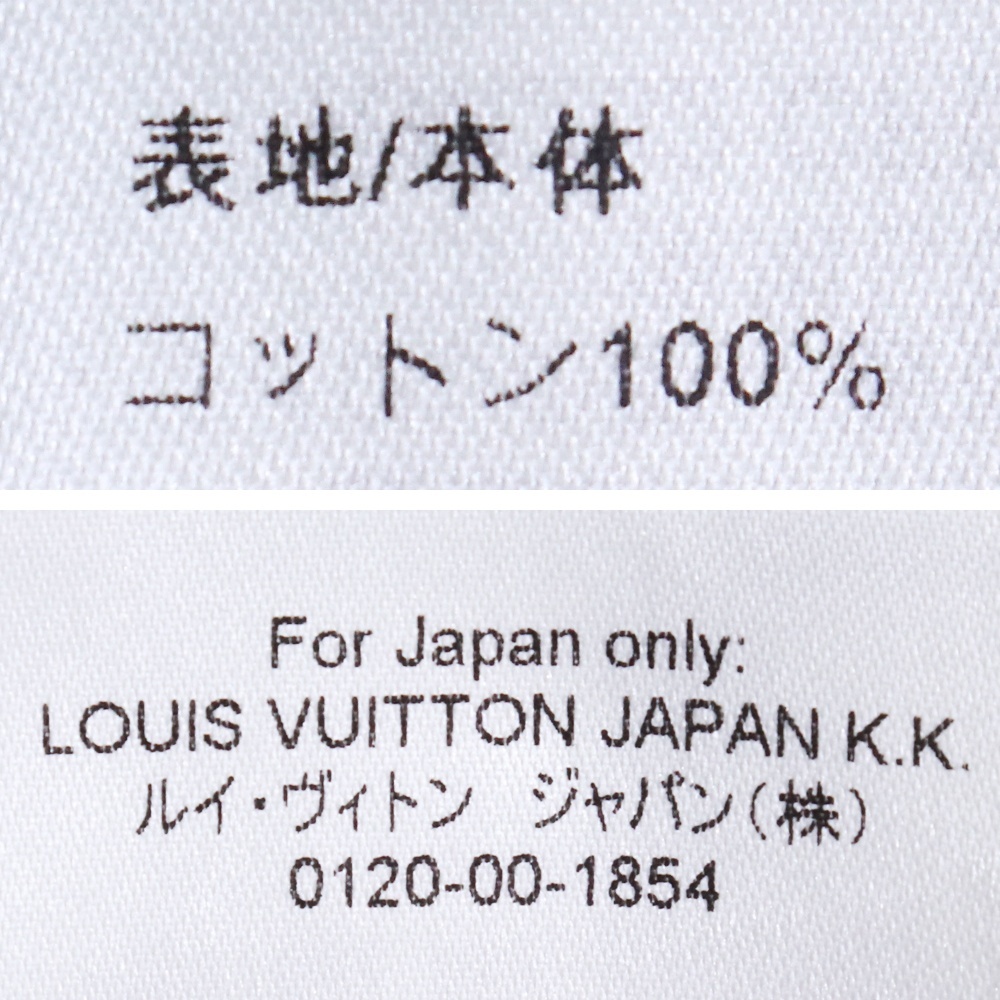 表地/本体
コットン100%
For Japan only:
LOUIS VUITTON JAPAN K.K.
ルイ・ヴィトン　ジャパン(株)
0120-00-1854